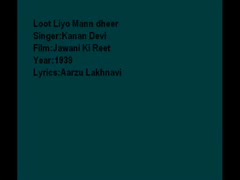 Loot Liyo Mann dheer
Singer:Kanan Devi
Film:Jawani Ki Reet
Year:1939
Lyrics:Aarzu Lakhnavi